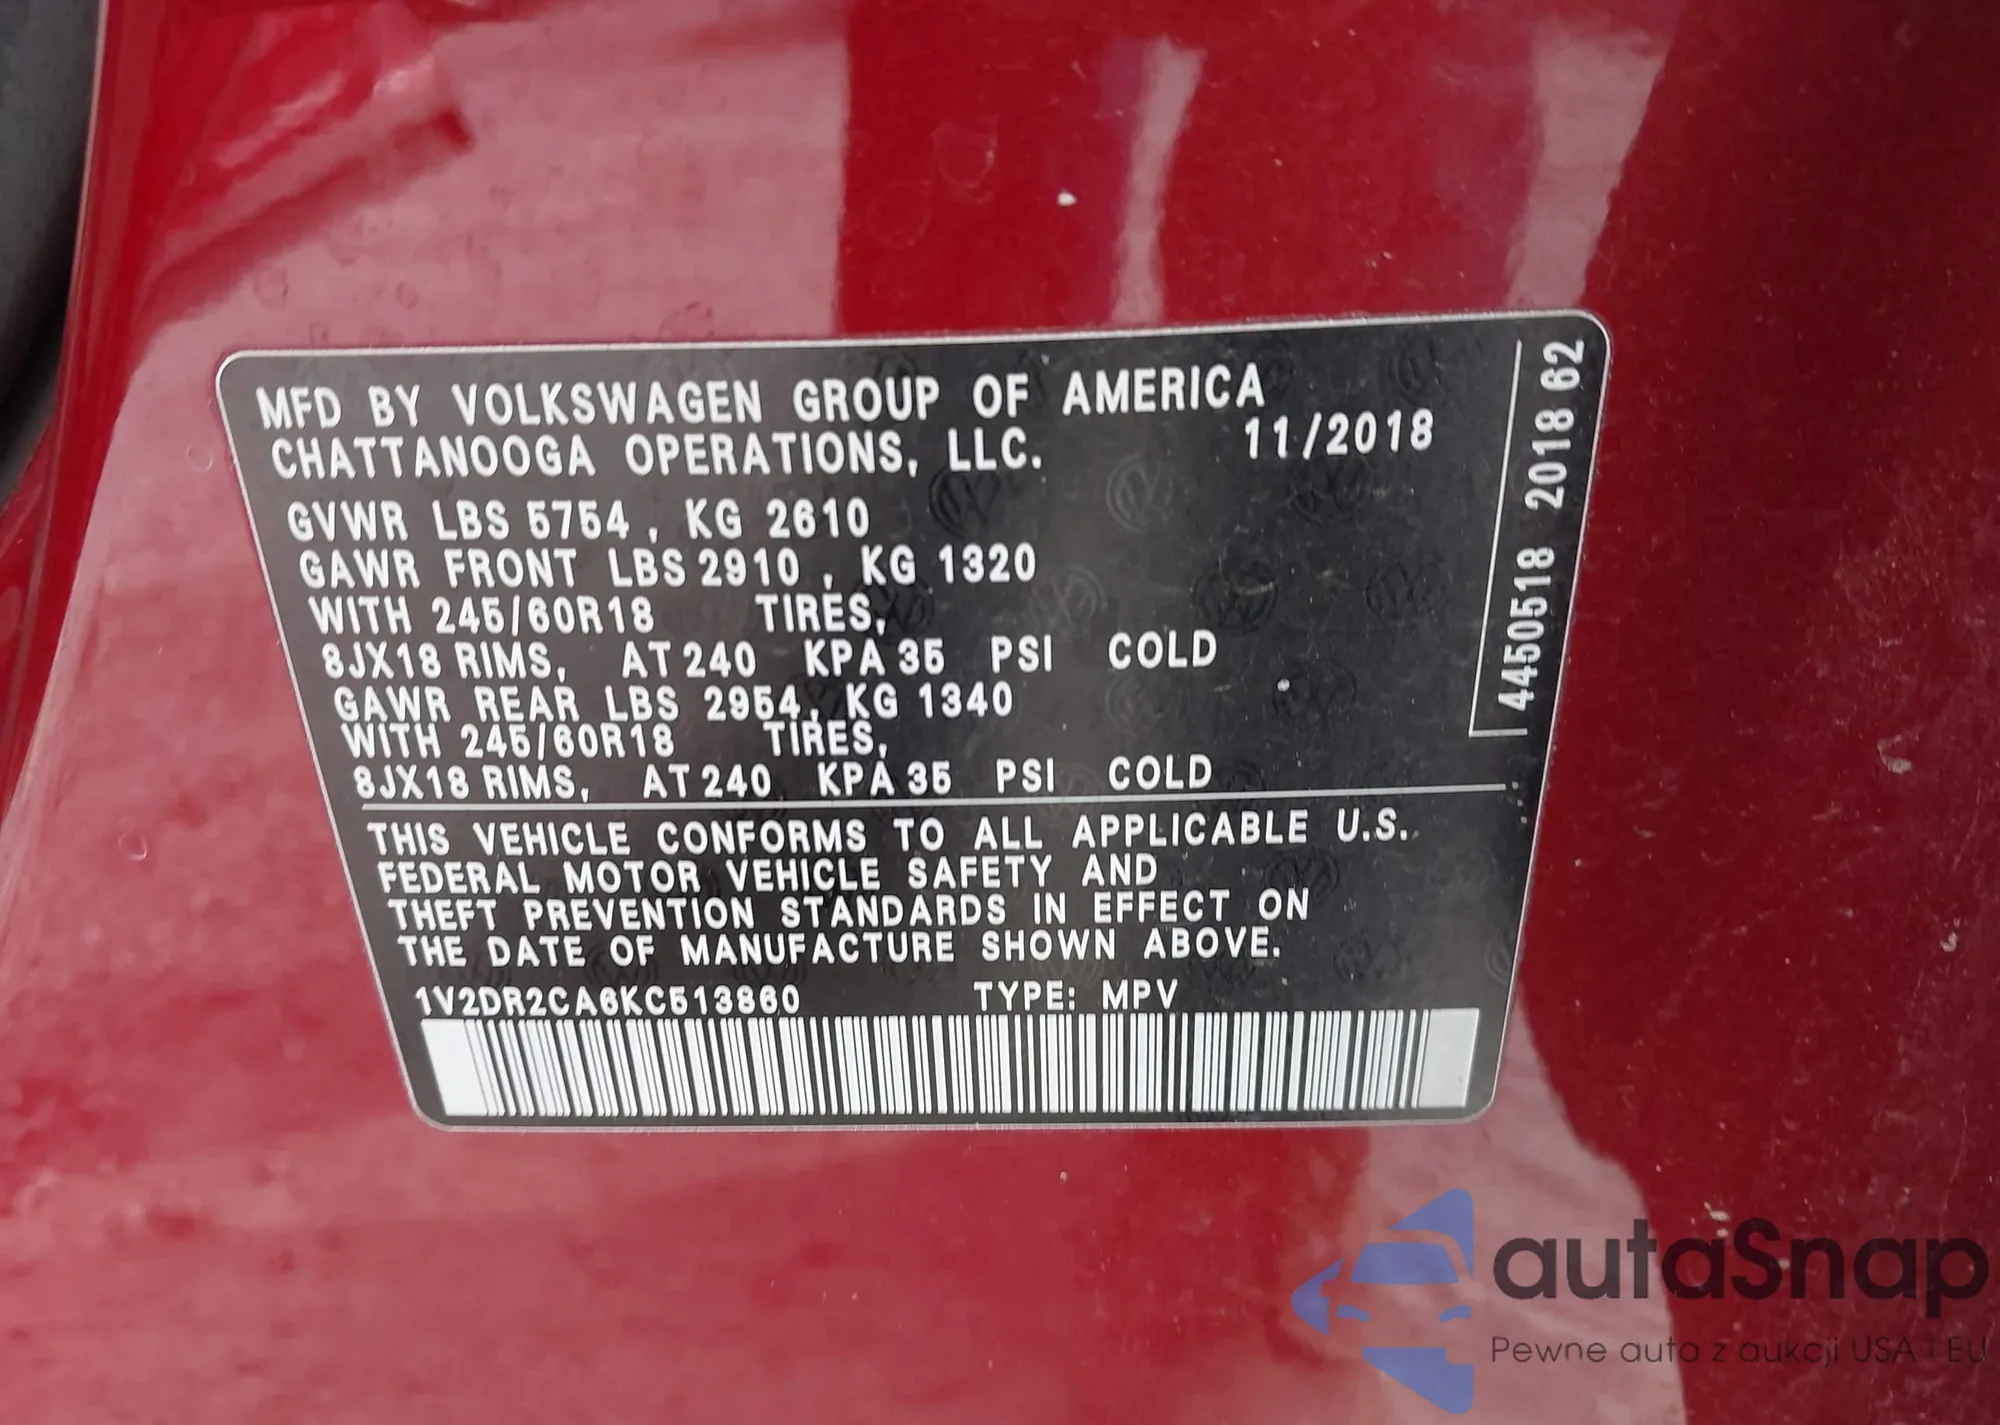 MFD BY VOLKSWAGEN GROUP OF AMERICA
CHATTANOOGA OPERATIONS, LLC. 11/2018
GVWR LBS 5754 , KG 2610
GAWR FRONT LBS 2910 , KG 1320
WITH 245/60R18 TIRES,
8JX18 RIMS, AT 240 KPA 35 PSI COLD
GAWR REAR LBS 2954, KG 1340
WITH 245/60R18 TIRES,
8JX18 RIMS, AT 240 KPA 35 PSI COLD
THIS VEHICLE CONFORMS TO ALL APPLICABLE U.S.
FEDERAL MOTOR VEHICLE SAFETY AND
THEFT PREVENTION STANDARDS IN EFFECT ON
THE DATE OF MANUFACTURE SHOWN ABOVE.
1V2DR2CA6KC513860 TYPE: MPV
4450518 2018 62
autaSnap
Pewne auta z aukcji USA i EU